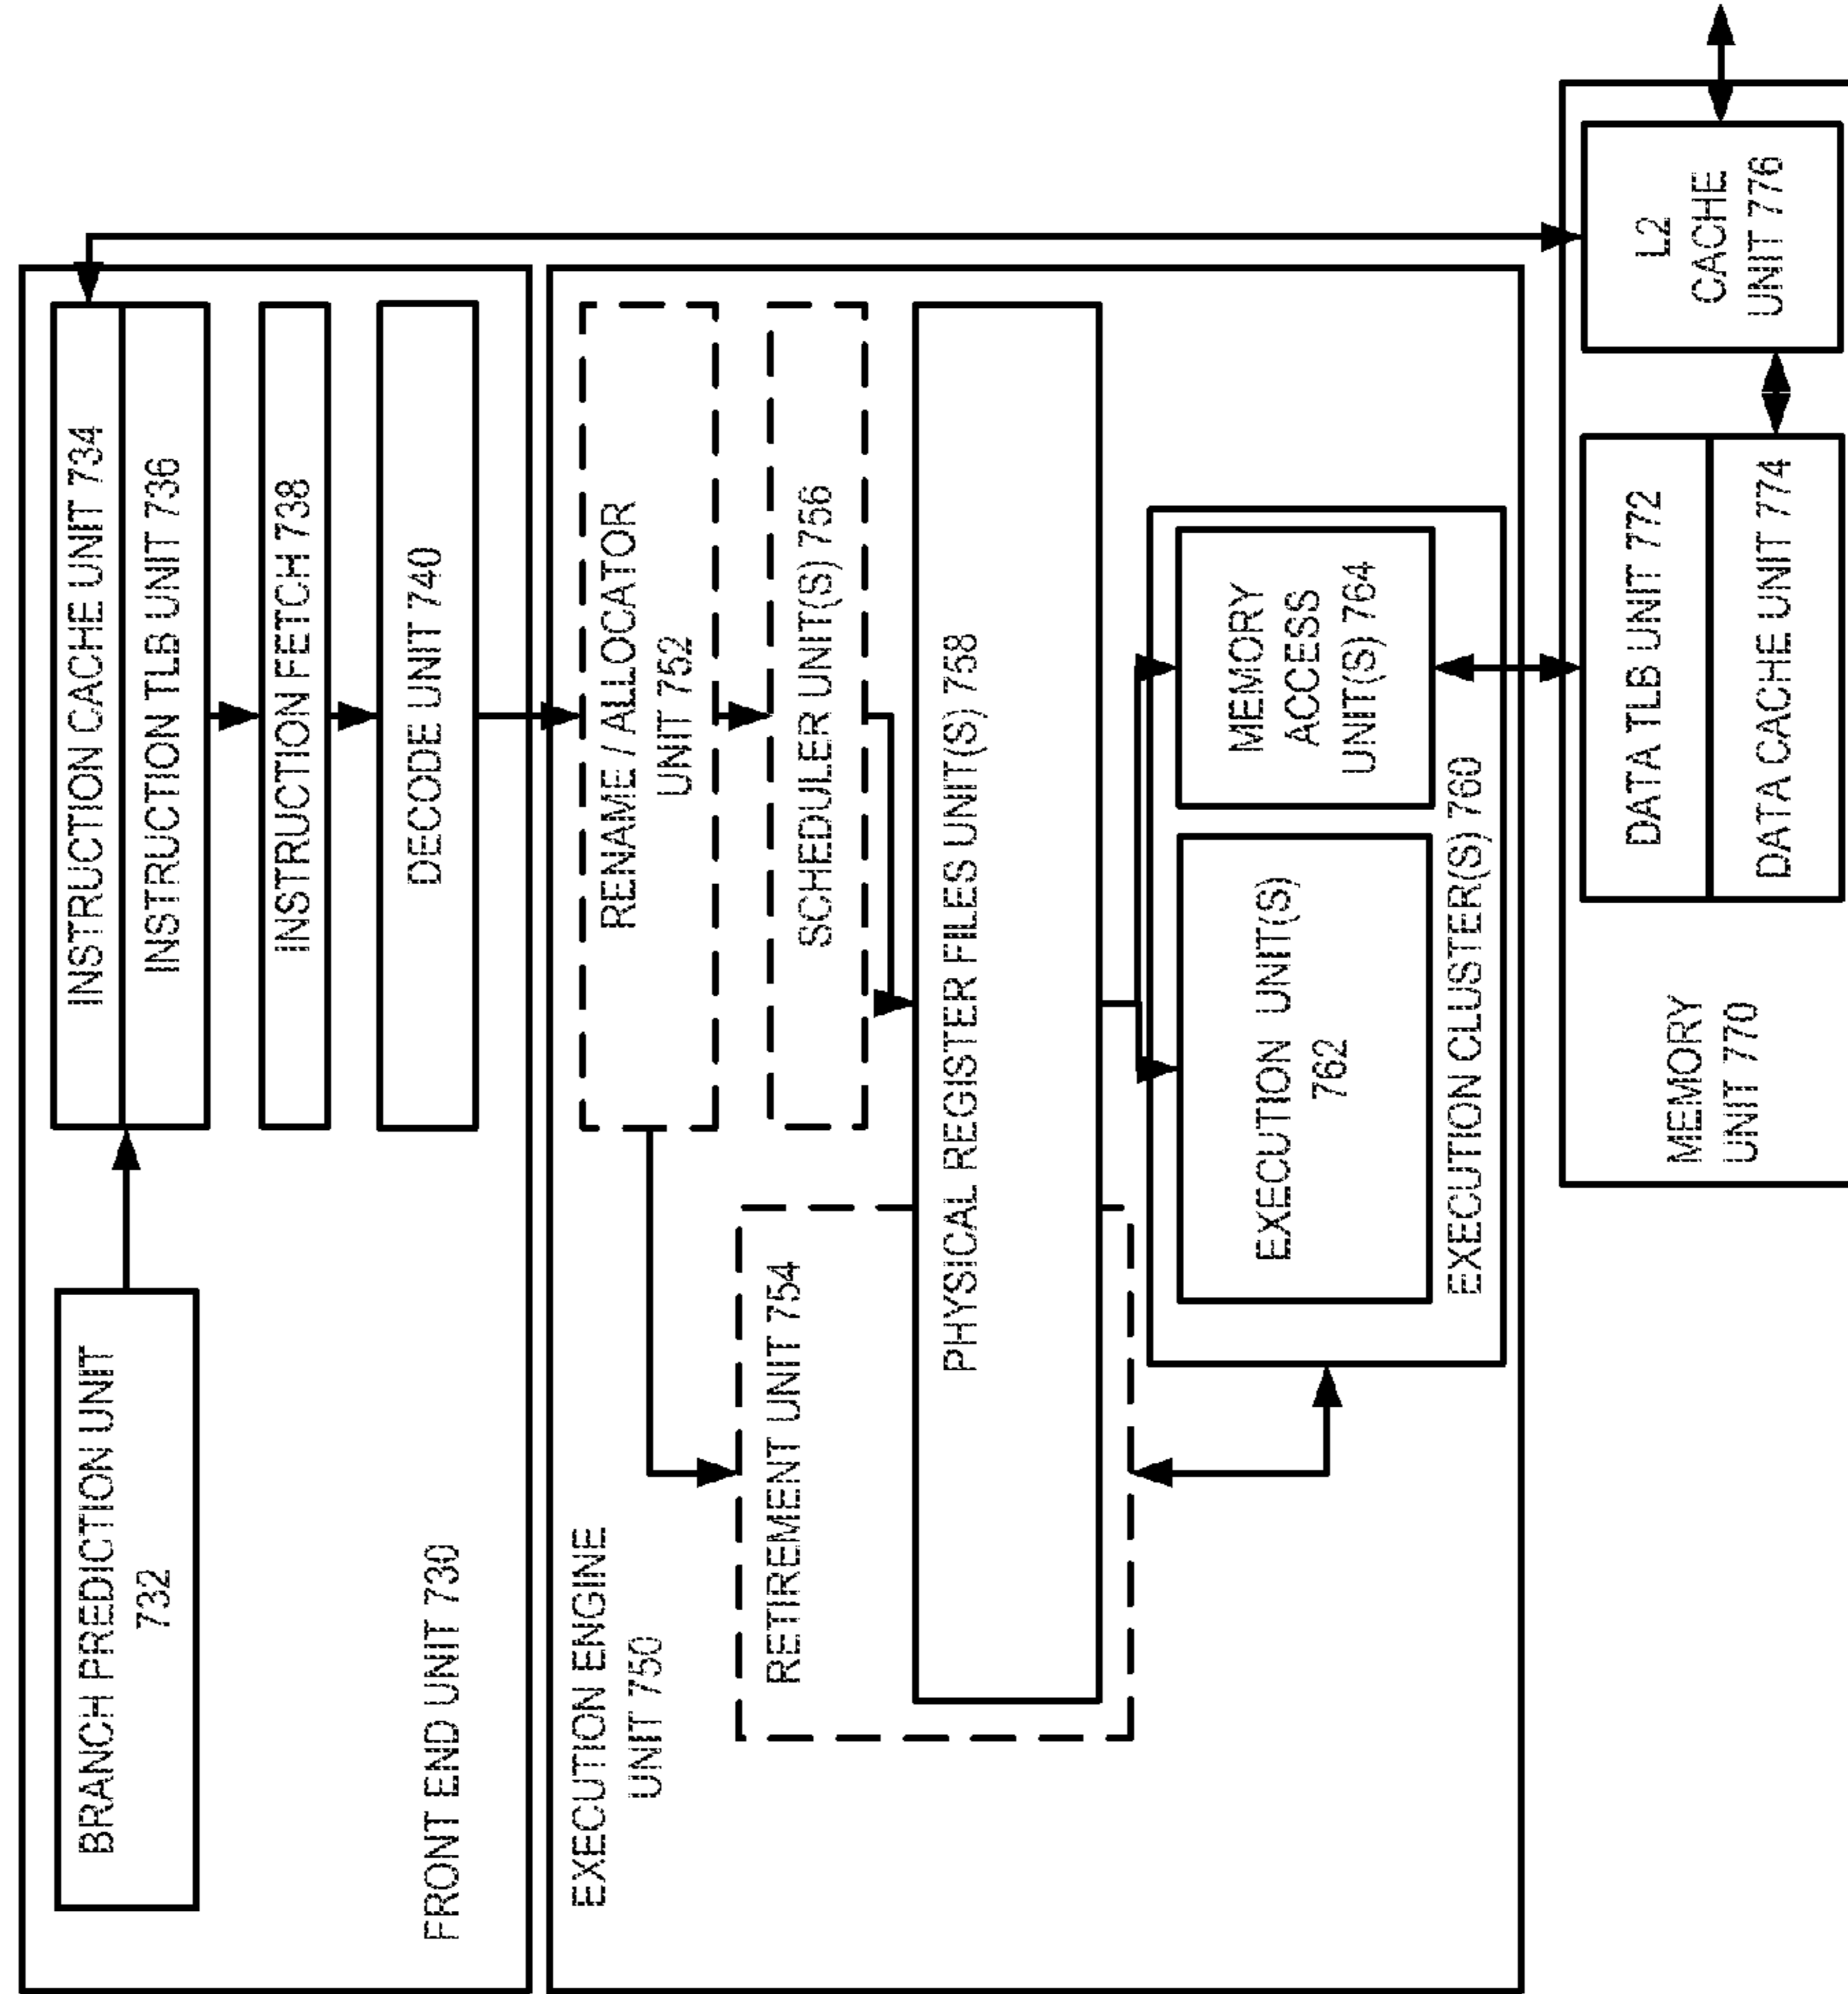 BRANCH PREDICTION UNIT
732
INSTRUCTION CACHE UNIT 734
INSTRUCTION TLB UNIT 736
INSTRUCTION FETCH 738
DECODE UNIT 740
FRONT END UNIT 730
EXECUTION ENGINE
UNIT 750
RENAME / ALLOCATOR
UNIT 752
RETIREMENT UNIT 754
SCHEDULER UNIT(S) 756
PHYSICAL REGISTER FILES UNIT(S) 758
EXECUTION UNIT(S)
762
MEMORY
ACCESS
UNIT(S) 764
EXECUTION CLUSTER(S) 760
MEMORY
UNIT 770
DATA TLB UNIT 772
DATA CACHE UNIT 774
L2
CACHE
UNIT 776